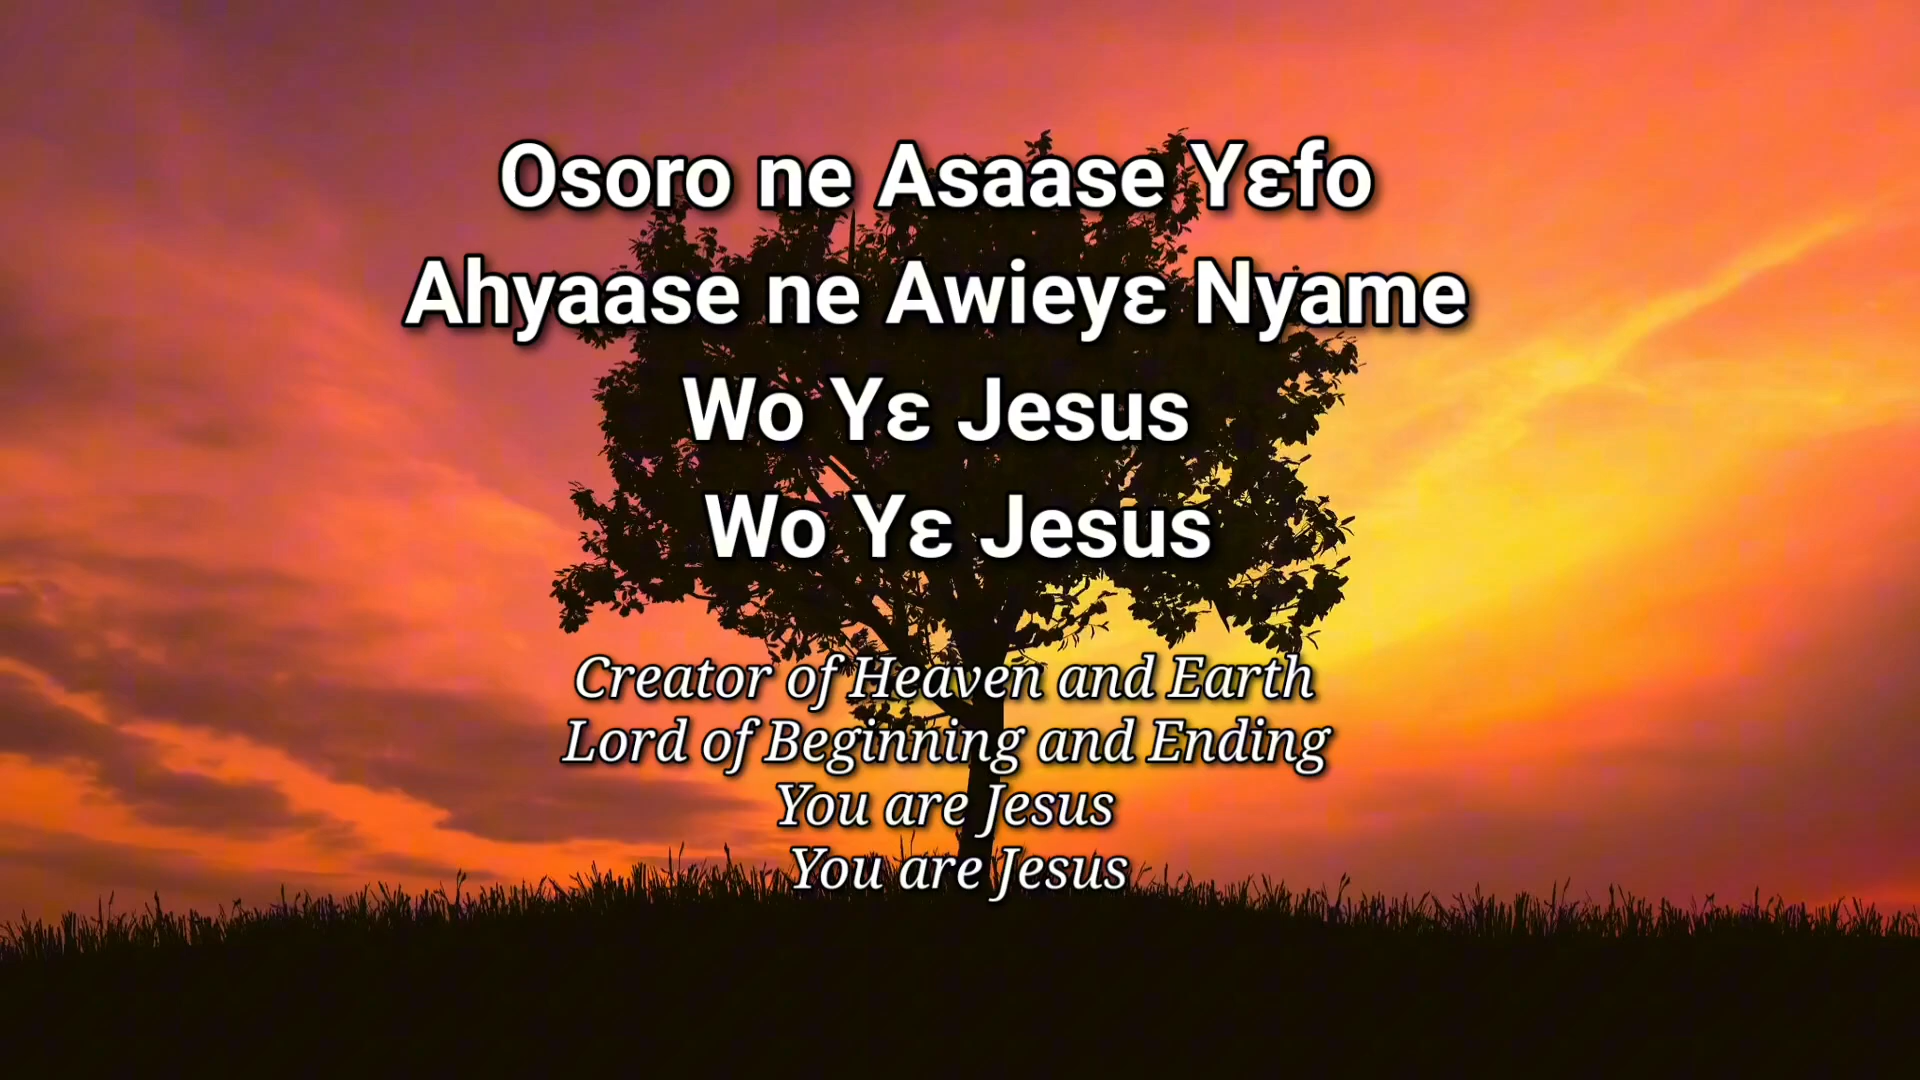 Osoro ne Asaase Yɛfo
Ahyaase ne Awieyɛ Nyame
Wo Yɛ Jesus
Wo Yɛ Jesus
Creator of Heaven and Earth
Lord of Beginning and Ending
You are Jesus
You are Jesus